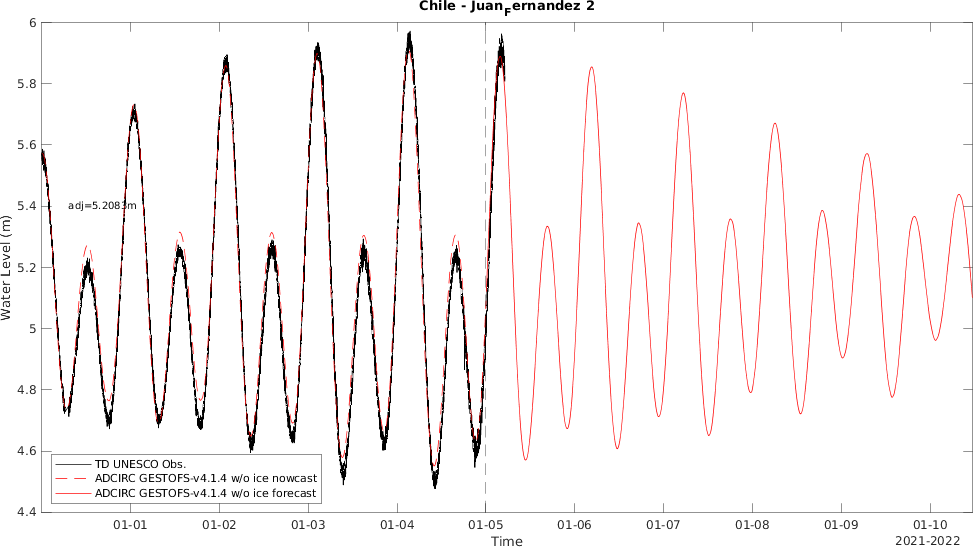 Chile - Juan_Fernandez 2
6
5.8
5.6
5.4
5.2
5
4.8
4.6
4.4
Water Level (m)
adj=5.2083m
TD UNESCO Obs.
ADCIRC GESTOFS-v4.1.4 w/o ice nowcast
ADCIRC GESTOFS-v4.1.4 w/o ice forecast
01-01 01-02 01-03 01-04 01-05 01-06 01-07 01-08 01-09 01-10
Time
2021-2022